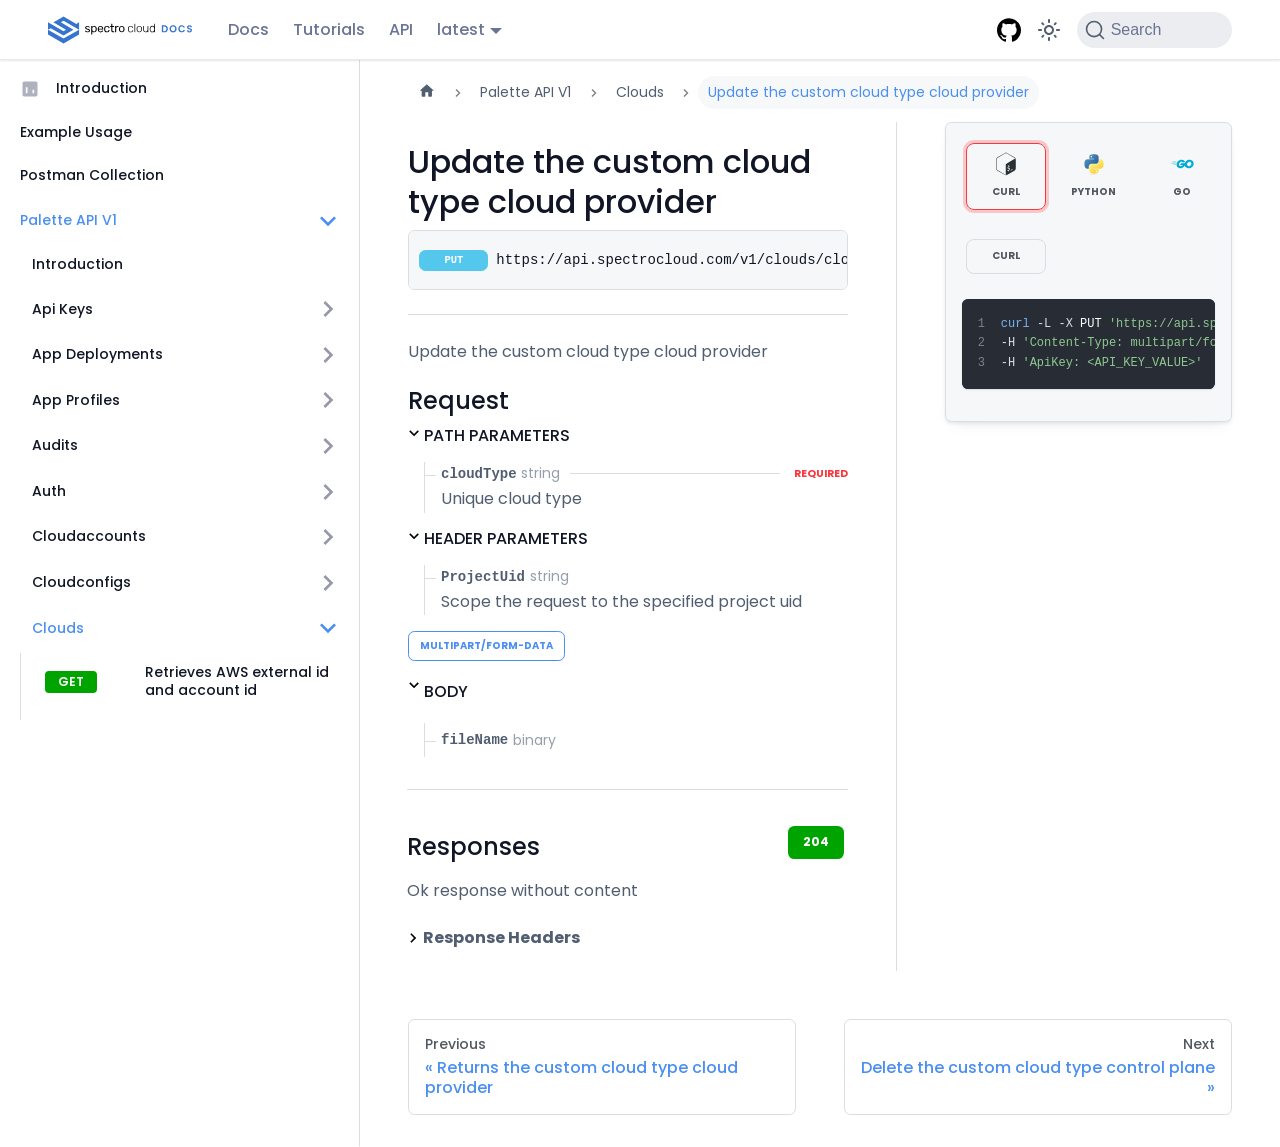 spectro cloud DOCS
Docs
Tutorials
API
latest
Search
Introduction
Example Usage
Postman Collection
Palette API V1
Introduction
Api Keys
App Deployments
App Profiles
Audits
Auth
Cloudaccounts
Cloudconfigs
Clouds
GET
Retrieves AWS external id
and account id
Palette API V1
Clouds
Update the custom cloud type cloud provider
Update the custom cloud
type cloud provider
PUT
https://api.spectrocloud.com/v1/clouds/clo
Update the custom cloud type cloud provider
Request
PATH PARAMETERS
cloudType string
REQUIRED
Unique cloud type
HEADER PARAMETERS
ProjectUid string
Scope the request to the specified project uid
MULTIPART/FORM-DATA
BODY
fileName binary
Responses
204
Ok response without content
Response Headers
CURL
PYTHON
GO
CURL
1 curl -L -X PUT 'https://api.sp
2 -H 'Content-Type: multipart/fo
3 -H 'ApiKey: <API_KEY_VALUE>'
Previous
« Returns the custom cloud type cloud
provider
Next
Delete the custom cloud type control plane
»